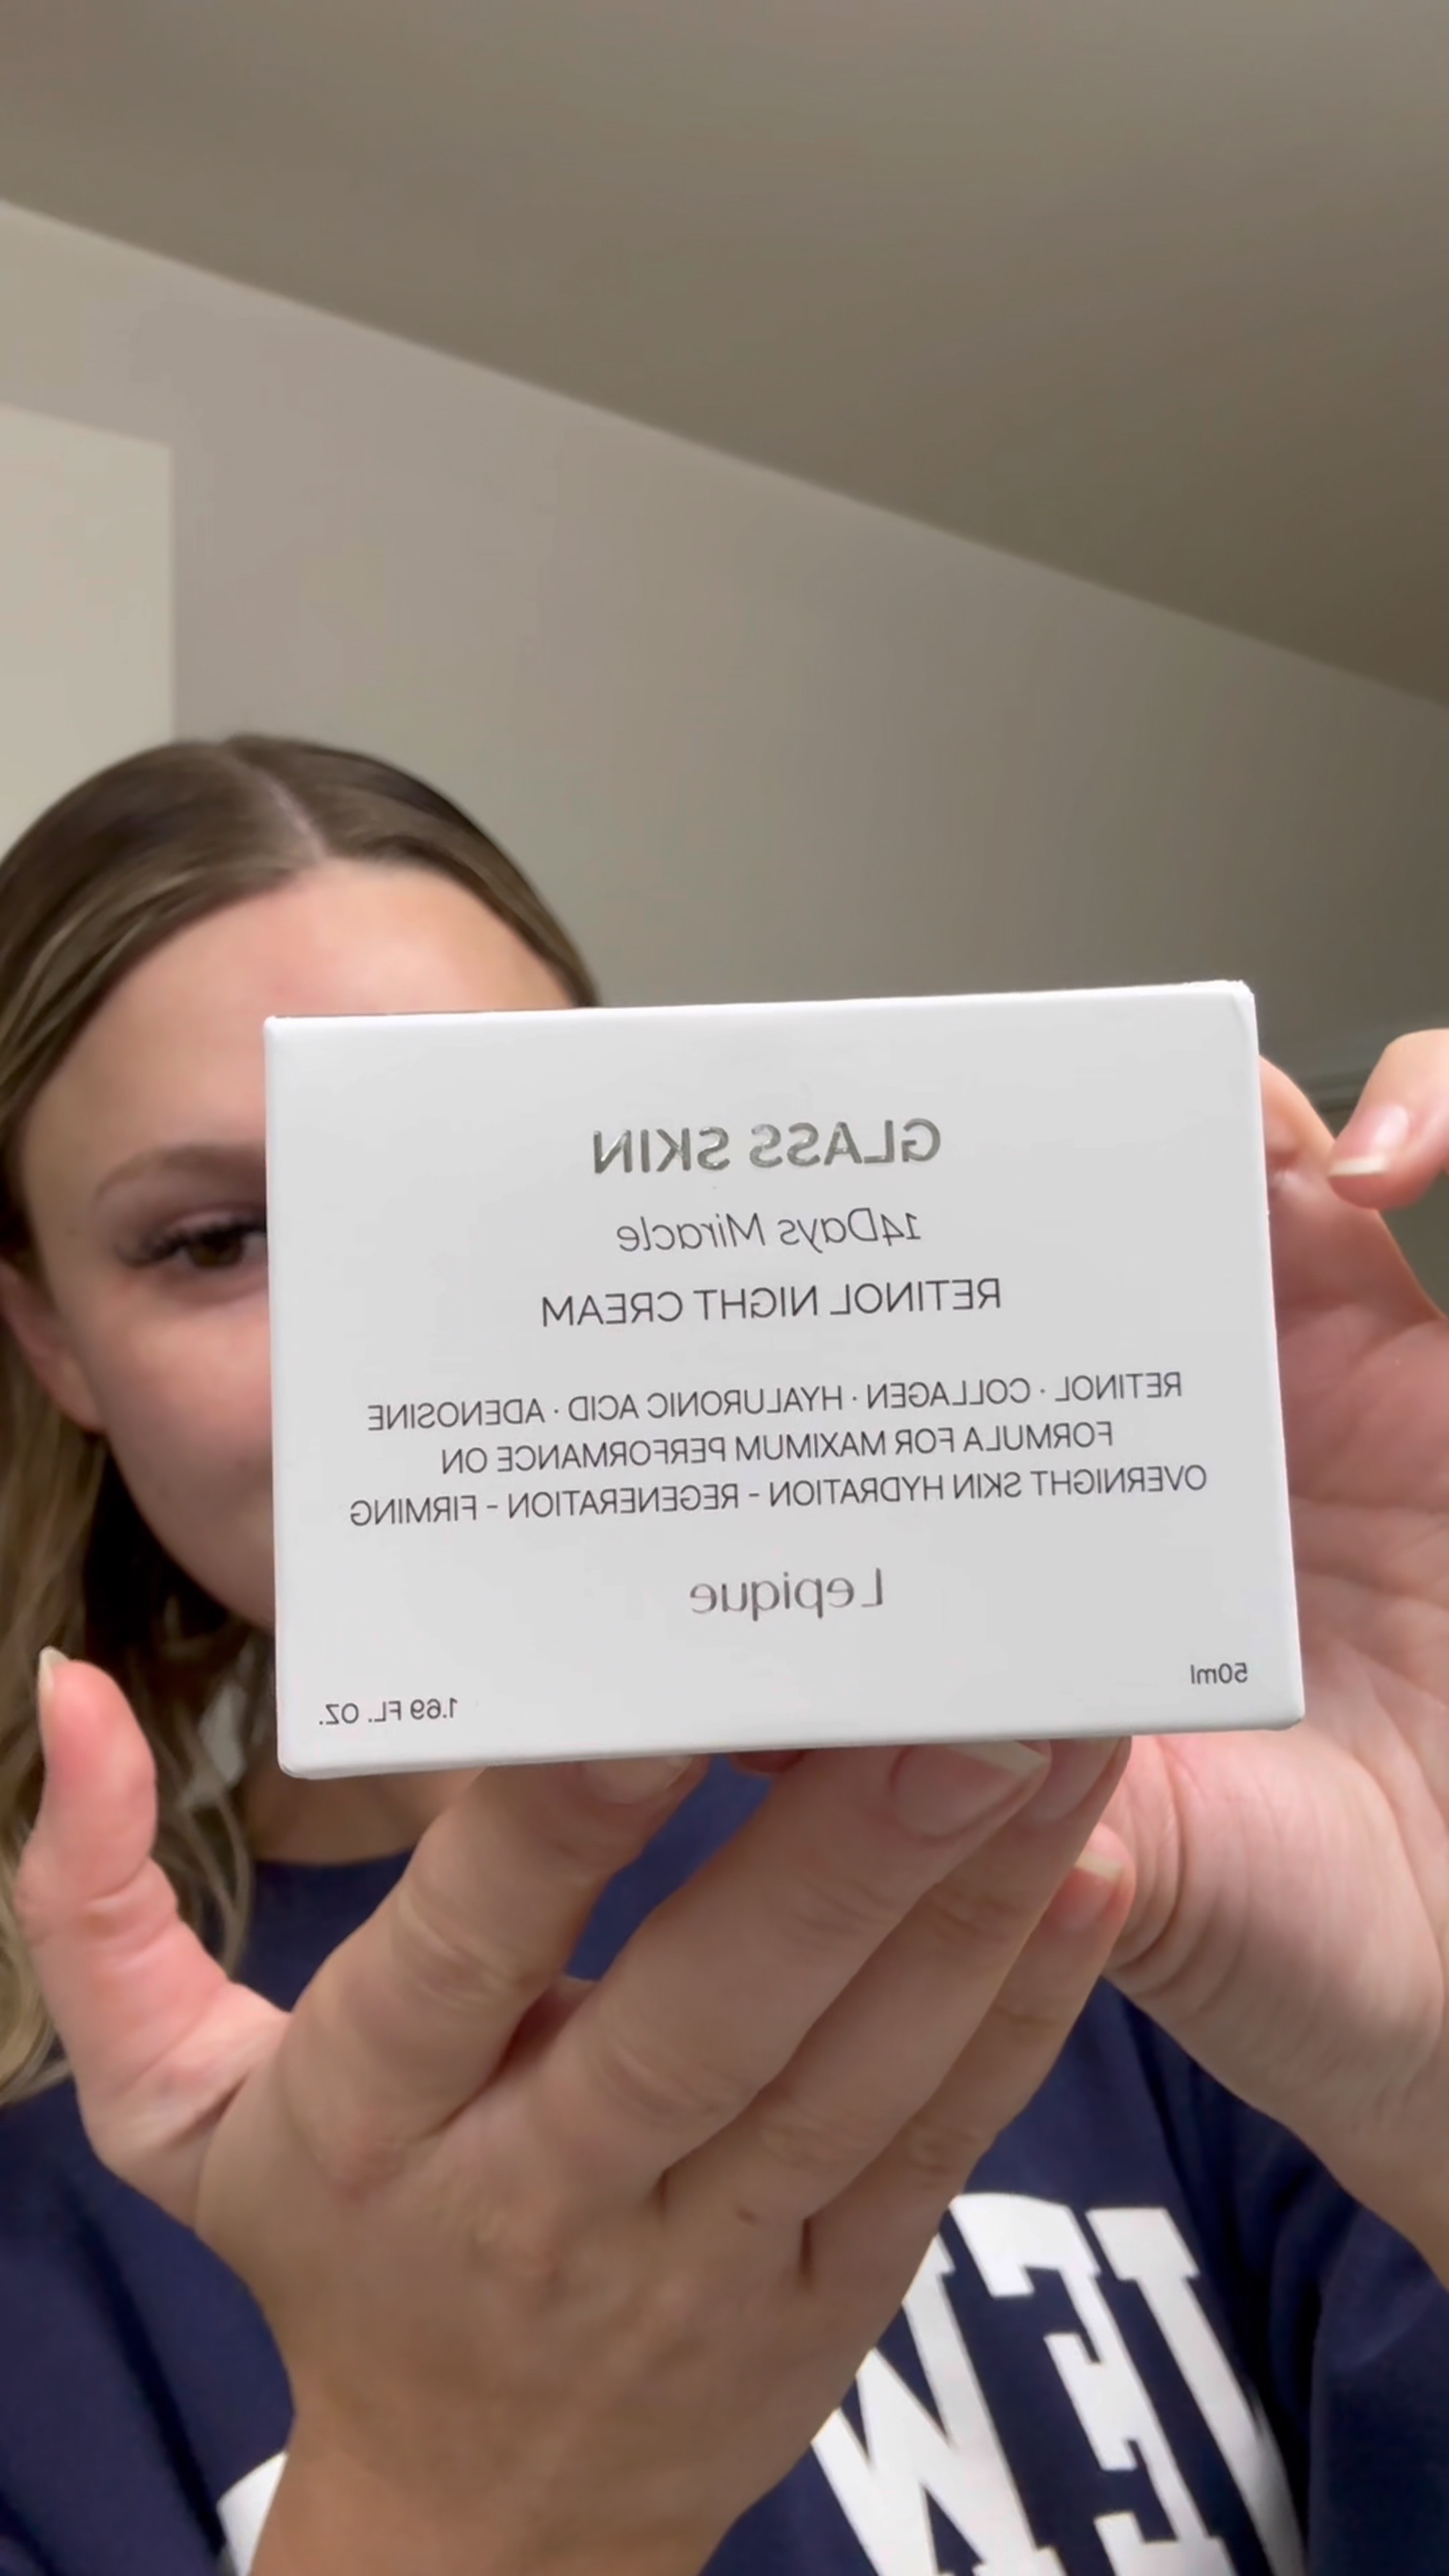 GLASS SKIN
14Days Miracle
RETINOL NIGHT CREAM
RETINOL · COLLAGEN · HYALURONIC ACID · ADENOSINE
FORMULA FOR MAXIMUM PERFORMANCE ON
OVERNIGHT SKIN HYDRATION - REGENERATION - FIRMING
Lepique
50ml
1.69 FL. OZ.